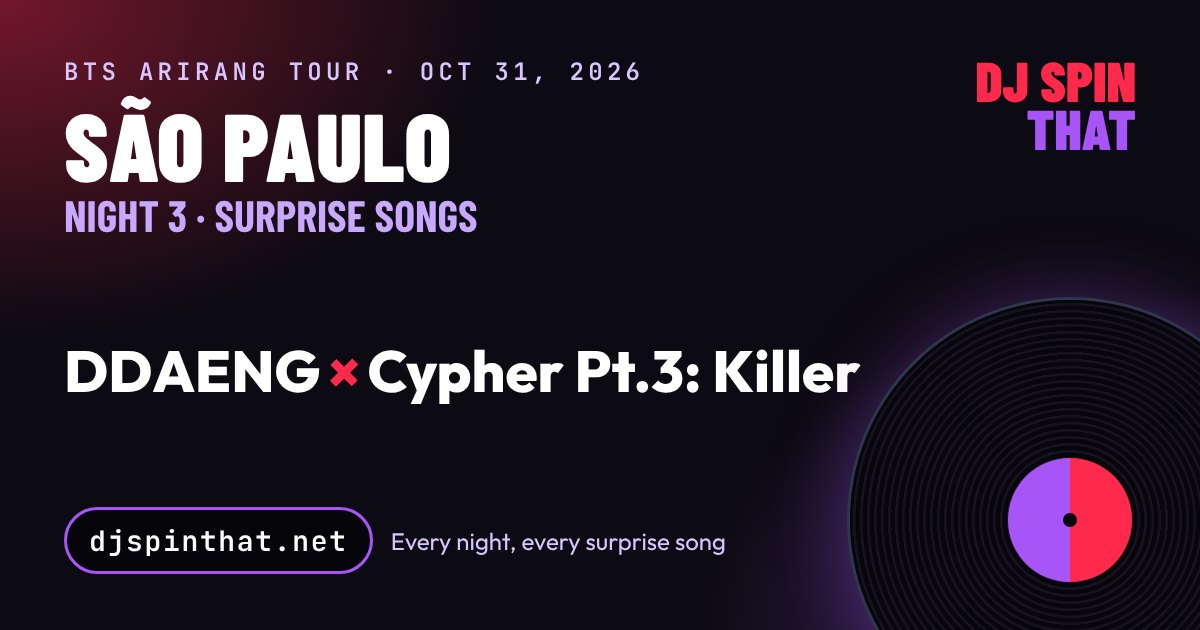 BTS ARIRANG TOUR · OCT 31, 2026
SÃO PAULO
NIGHT 3 · SURPRISE SONGS
DJ SPIN
THAT
DDAENG × Cypher Pt.3: Killer
djspinthat.net
Every night, every surprise song